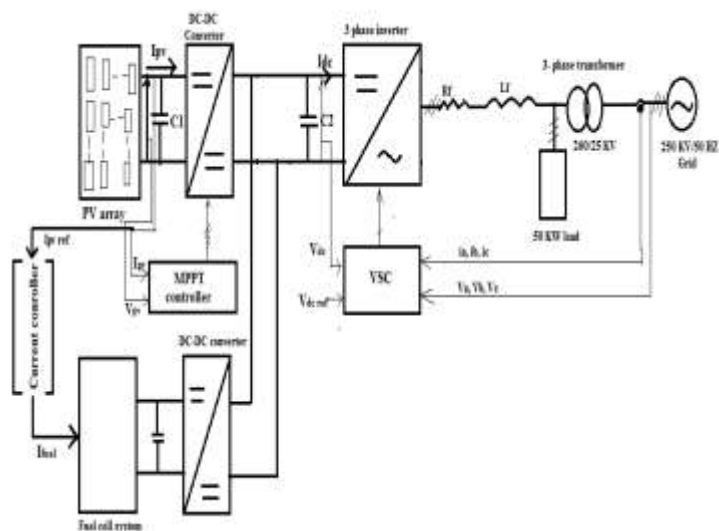 DC-DC
Converter
3 phase inverter
Ipv
Idc
3- phase transformer
Rf
Lf
C1
C2
260/25 KV
250 KV/50 HZ
Grid
PV array
50 KW load
Ipv ref
Ipv
MPPT
controller
Vpv
Vdc
VSC
ia, ib, ic
Va, Vb, Vc
Vdc ref
Current conroller
DC-DC converter
Ifuel
Fuel cell system